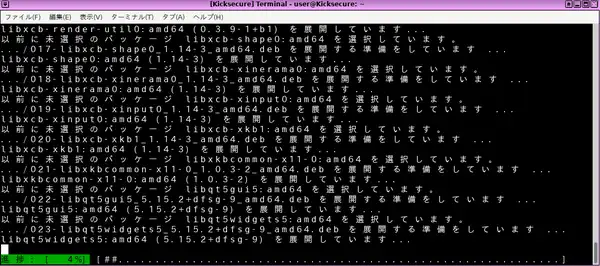 [Kicksecure] Terminal - user@Kicksecure: ~
ファイル(F) 編集(E) 表示(V) ターミナル(T) タブ(A) ヘルプ(H)
libxcb-render-util0:amd64 (0.3.9-1+b1) を展開しています...
以前に未選択のパッケージ libxcb-shape0:amd64 を選択しています。
.../017-libxcb-shape0_1.14-3_amd64.deb を展開する準備をしています ...
libxcb-shape0:amd64 (1.14-3) を展開しています...
以前に未選択のパッケージ libxcb-xinerama0:amd64 を選択しています。
.../018-libxcb-xinerama0_1.14-3_amd64.deb を展開する準備をしています ...
libxcb-xinerama0:amd64 (1.14-3) を展開しています...
以前に未選択のパッケージ libxcb-xinput0:amd64 を選択しています。
.../019-libxcb-xinput0_1.14-3_amd64.deb を展開する準備をしています ...
libxcb-xinput0:amd64 (1.14-3) を展開しています...
以前に未選択のパッケージ libxcb-xkb1:amd64 を選択しています。
.../020-libxcb-xkb1_1.14-3_amd64.deb を展開する準備をしています ...
libxcb-xkb1:amd64 (1.14-3) を展開しています...
以前に未選択のパッケージ libxkbcommon-x11-0:amd64 を選択しています。
.../021-libxkbcommon-x11-0_1.0.3-2_amd64.deb を展開する準備をしています ...
libxkbcommon-x11-0:amd64 (1.0.3-2) を展開しています...
以前に未選択のパッケージ libqt5gui5:amd64 を選択しています。
.../022-libqt5gui5_5.15.2+dfsg-9_amd64.deb を展開する準備をしています ...
libqt5gui5:amd64 (5.15.2+dfsg-9) を展開しています...
以前に未選択のパッケージ libqt5widgets5:amd64 を選択しています。
.../023-libqt5widgets5_5.15.2+dfsg-9_amd64.deb を展開する準備をしています ...
libqt5widgets5:amd64 (5.15.2+dfsg-9) を展開しています...
進捗: [ 4%] [##..........................................................................]